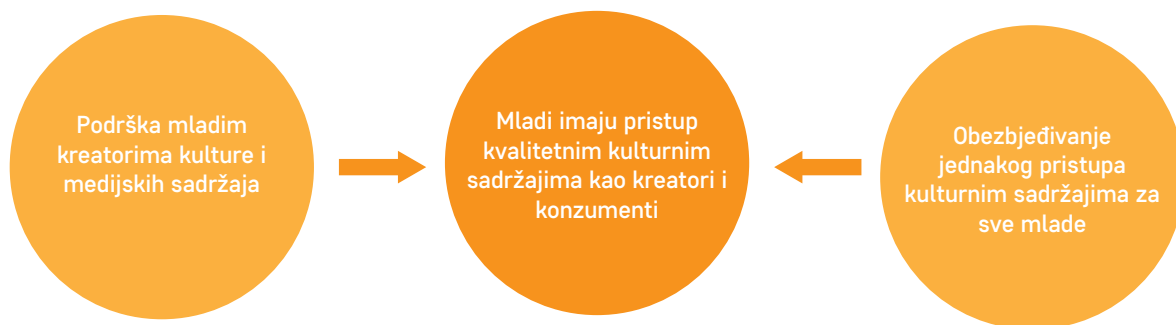 Podrška mladim
kreatorima kulture i
medijskih sadržaja
Mladi imaju pristup
kvalitetnim kulturnim
sadržajima kao kreatori i
konzumenti
Obezbjeđivanje
jednakog pristupa
kulturnim sadržajima za
sve mlade